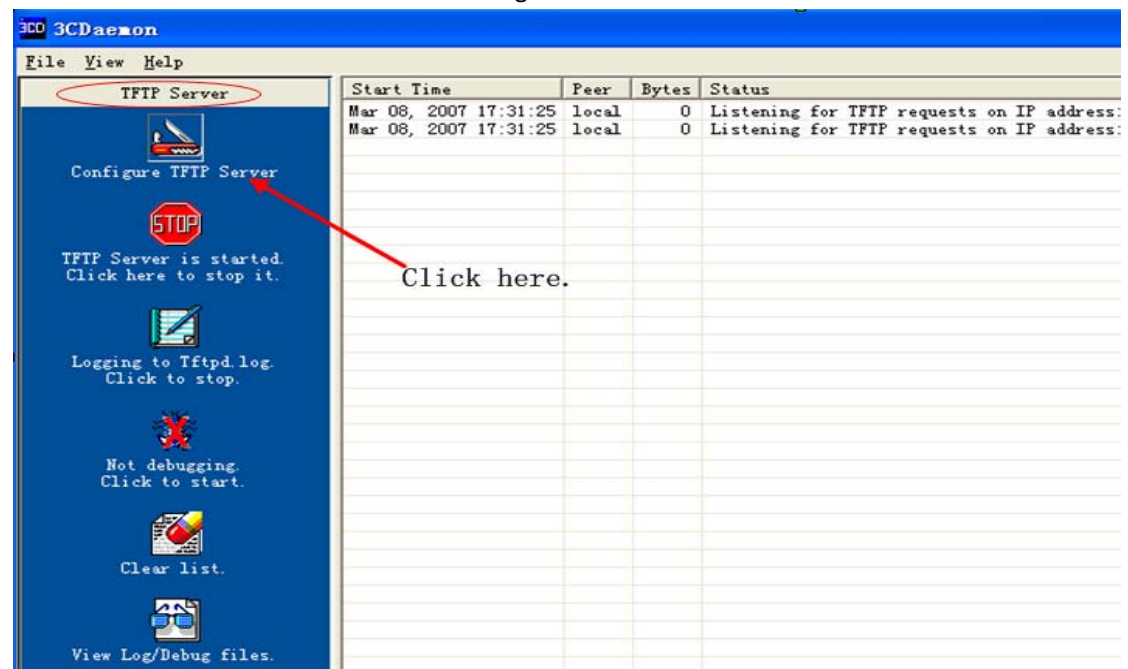 3CD 3CDaemon
File View Help
TFTP Server
Configure TFTP Server
STOP
TFTP Server is started.
Click here to stop it.
Logging to Tftpd.log.
Click to stop.
Not debugging.
Click to start.
Clear list.
View Log/Debug files.
Start Time Peer Bytes Status
Mar 08, 2007 17:31:25 local 0 Listening for TFTP requests on IP address:
Mar 08, 2007 17:31:25 local 0 Listening for TFTP requests on IP address:
Click here.